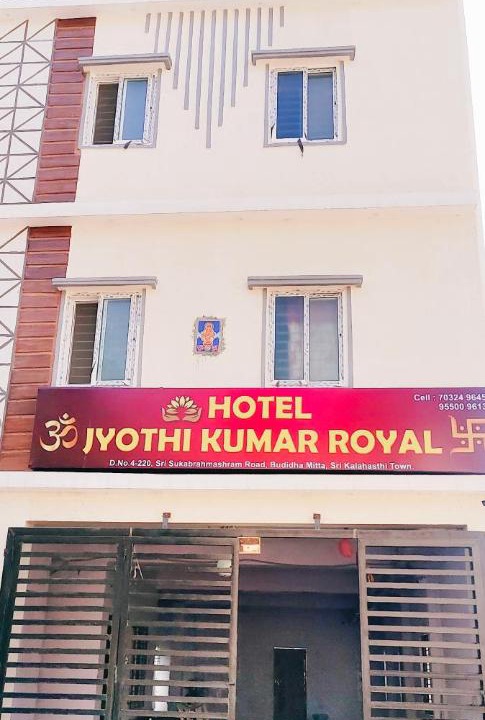 HOTEL
JYOTHI KUMAR ROYAL
Cell : 70324 9645
95500 9613
D.No.4-220, Sri Sukabrahmashram Road, Budidha Mitta, Sri Kalahasthi Town.
ॐ